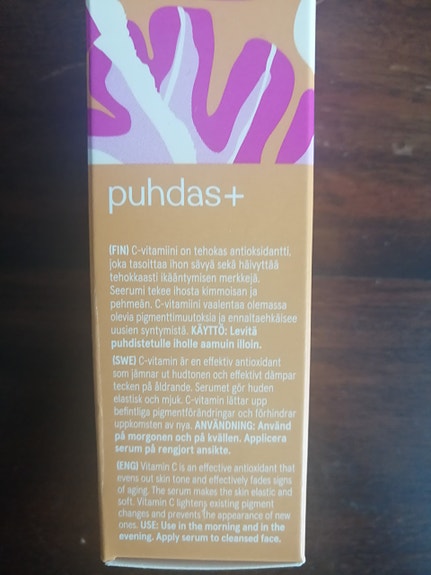 puhdas+
(FIN) C-vitamiini on tehokas antioksidantti,
joka tasoittaa ihon sävyä sekä häivyttää
tehokkaasti ikääntymisen merkkejä.
Seerumi tekee ihosta kimmoisan ja
pehmeän. C-vitamiini vaalentaa olemassa
olevia pigmenttimuutoksia ja ennaltaehkäisee
uusien syntymistä. KÄYTTÖ: Levitä
puhdistetulle iholle aamuin illoin.
(SWE) C-vitamin är en effektiv antioxidant
som jämnar ut hudtonen och effektivt dämpar
tecken på åldrande. Serumet gör huden
elastisk och mjuk. C-vitamin lättar upp
befintliga pigmentförändringar och förhindrar
uppkomsten av nya. ANVÄNDNING: Använd
på morgonen och på kvällen. Applicera
serum på rengjort ansikte.
(ENG) Vitamin C is an effective antioxidant that
evens out skin tone and effectively fades signs
of aging. The serum makes the skin elastic and
soft. Vitamin C lightens existing pigment
changes and prevents the appearance of new
ones. USE: Use in the morning and in the
evening. Apply serum to cleansed face.